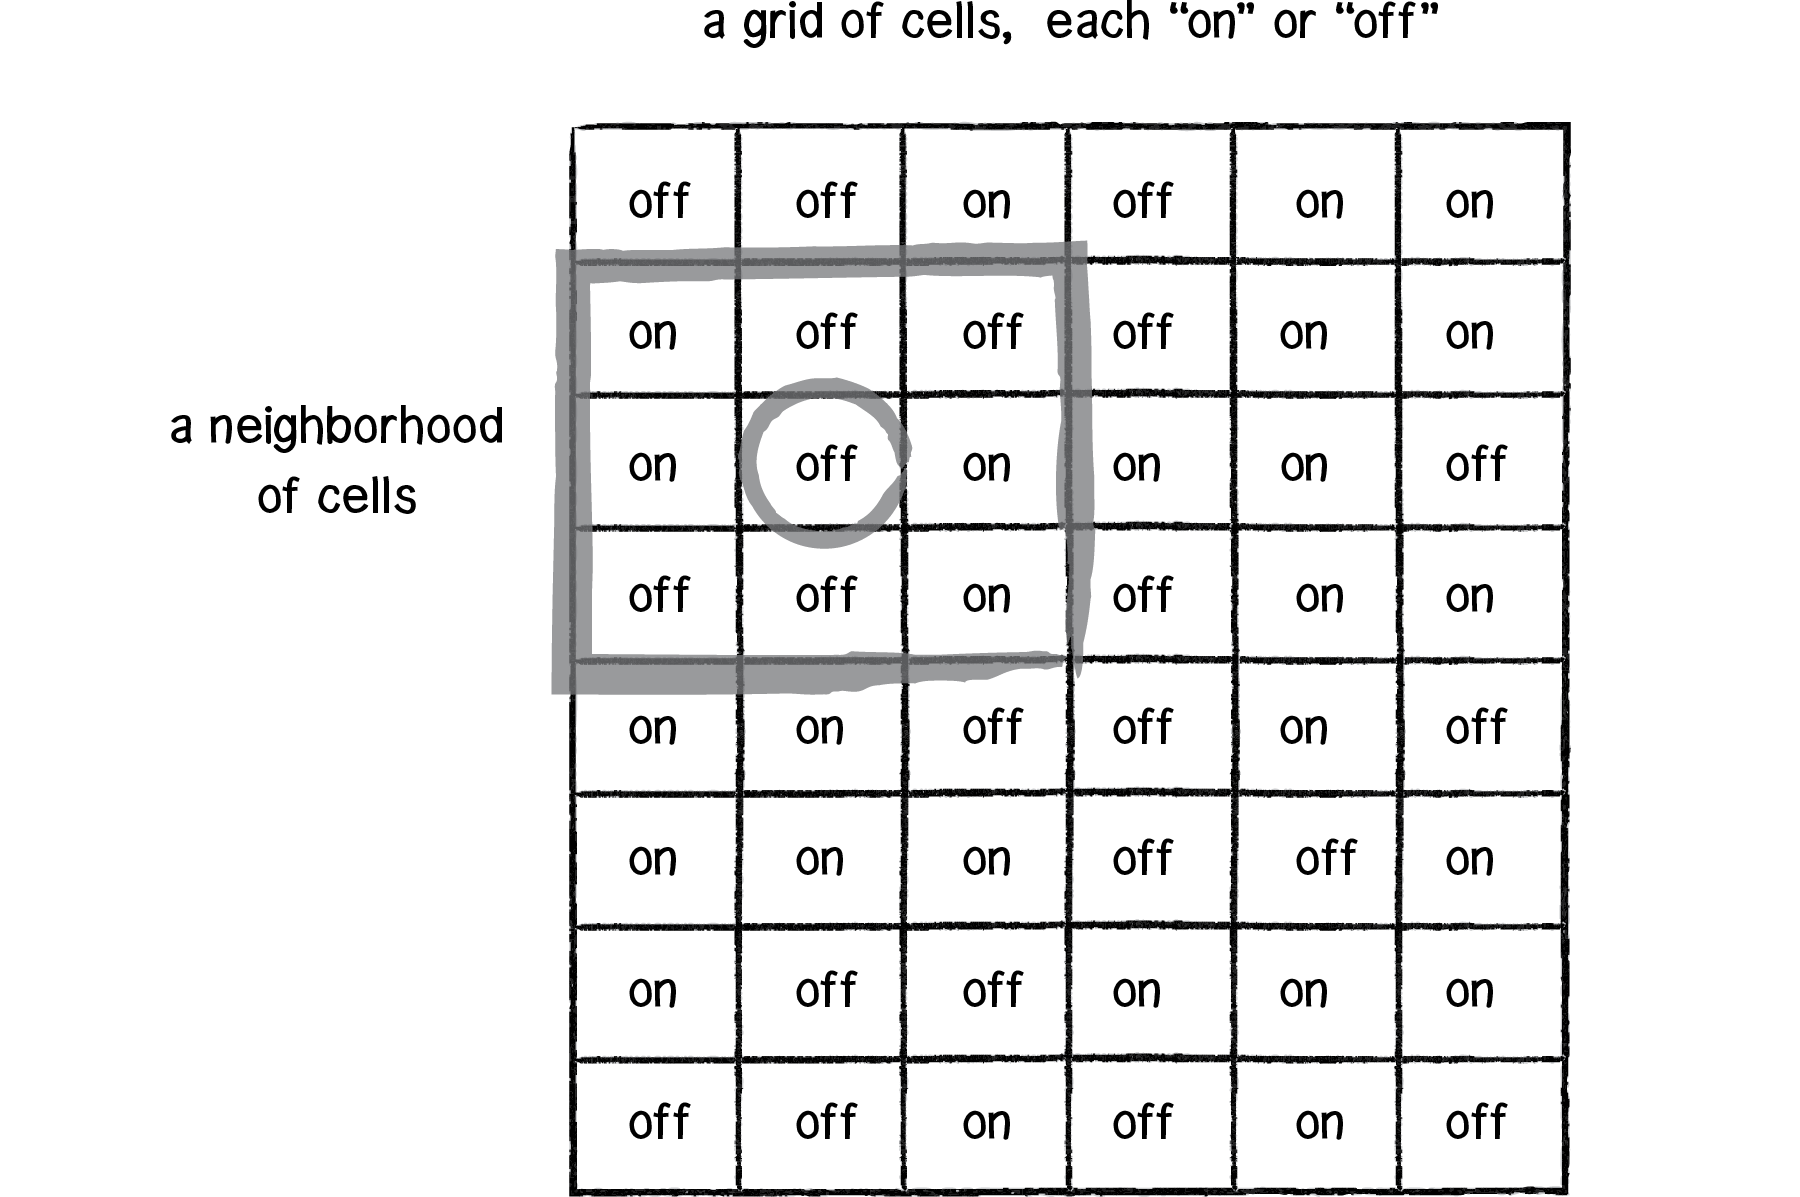 a grid of cells, each “on” or “off”
off off on off on on
on off off off on on
a neighborhood
of cells
on off on on on off
off off on off on on
on on off off on off
on on on off off on
on off off on on on
off off on off on off